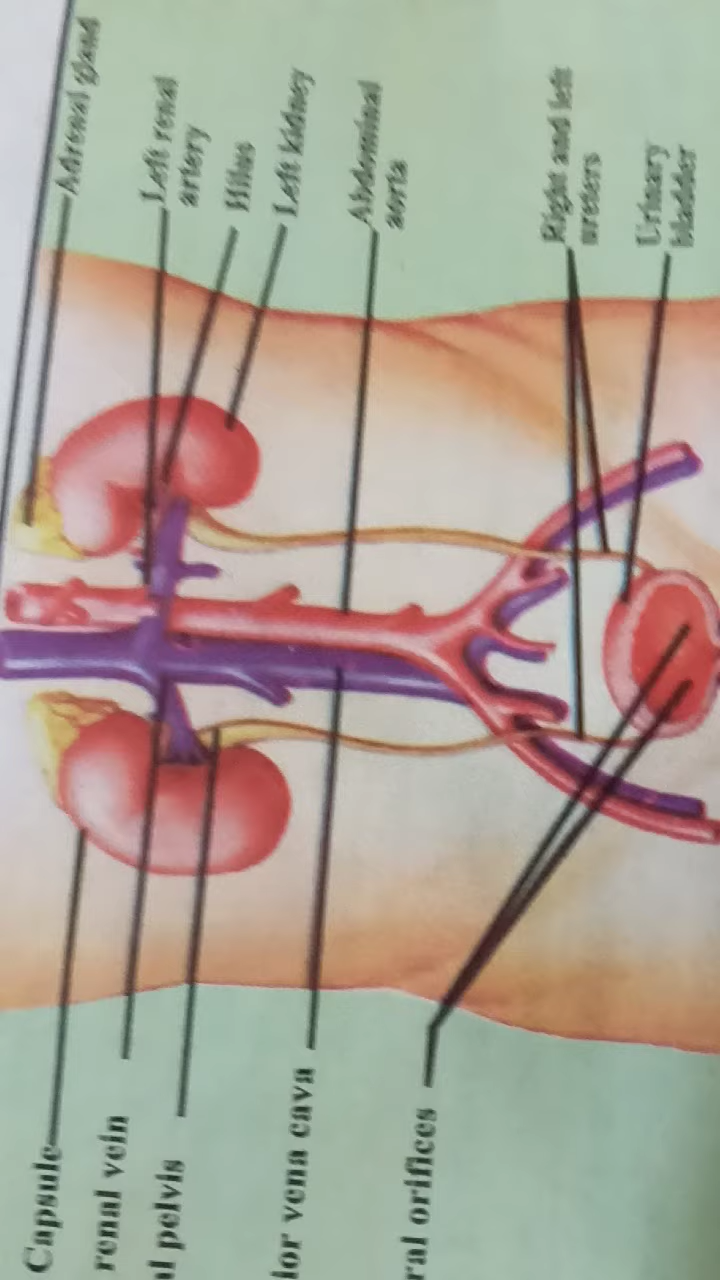 Adrenal gland
Left renal
artery
Hilus
Left kidney
Abdominal
aorta
Right and left
ureters
Urinary
bladder
Capsule
renal vein
al pelvis
ior vena cava
ral orifices